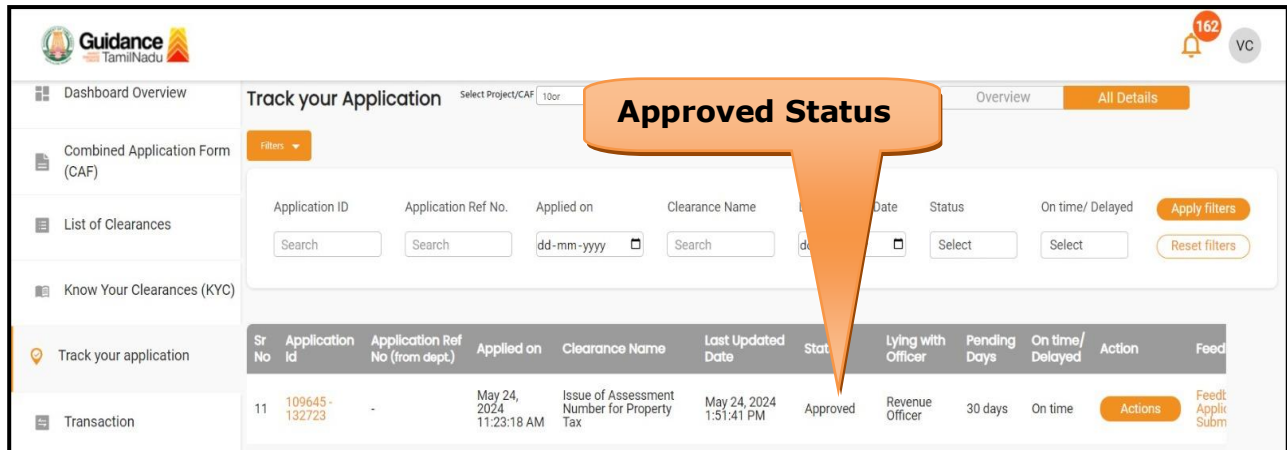 162
Guidance
TamilNadu
VC
Dashboard Overview
Track your Application
Select Project/CAF
10or
Approved Status
Overview
All Details
Combined Application Form
(CAF)
Filters
List of Clearances
Application ID
Application Ref No.
Applied on
Clearance Name
Date
Status
On time/ Delayed
Apply filters
Search
Search
dd-mm-yyyy
Search
Select
Select
Reset filters
Know Your Clearances (KYC)
Track your application
Sr No
Application Id
Application Ref No (from dept.)
Applied on
Clearance Name
Last Updated Date
Lying with Officer
Pending Days
On time/ Delayed
Action
Feed
11
109645 - 132723
-
May 24, 2024 11:23:18 AM
Issue of Assessment Number for Property Tax
May 24, 2024 1:51:41 PM
Approved
Revenue Officer
30 days
On time
Actions
Transaction